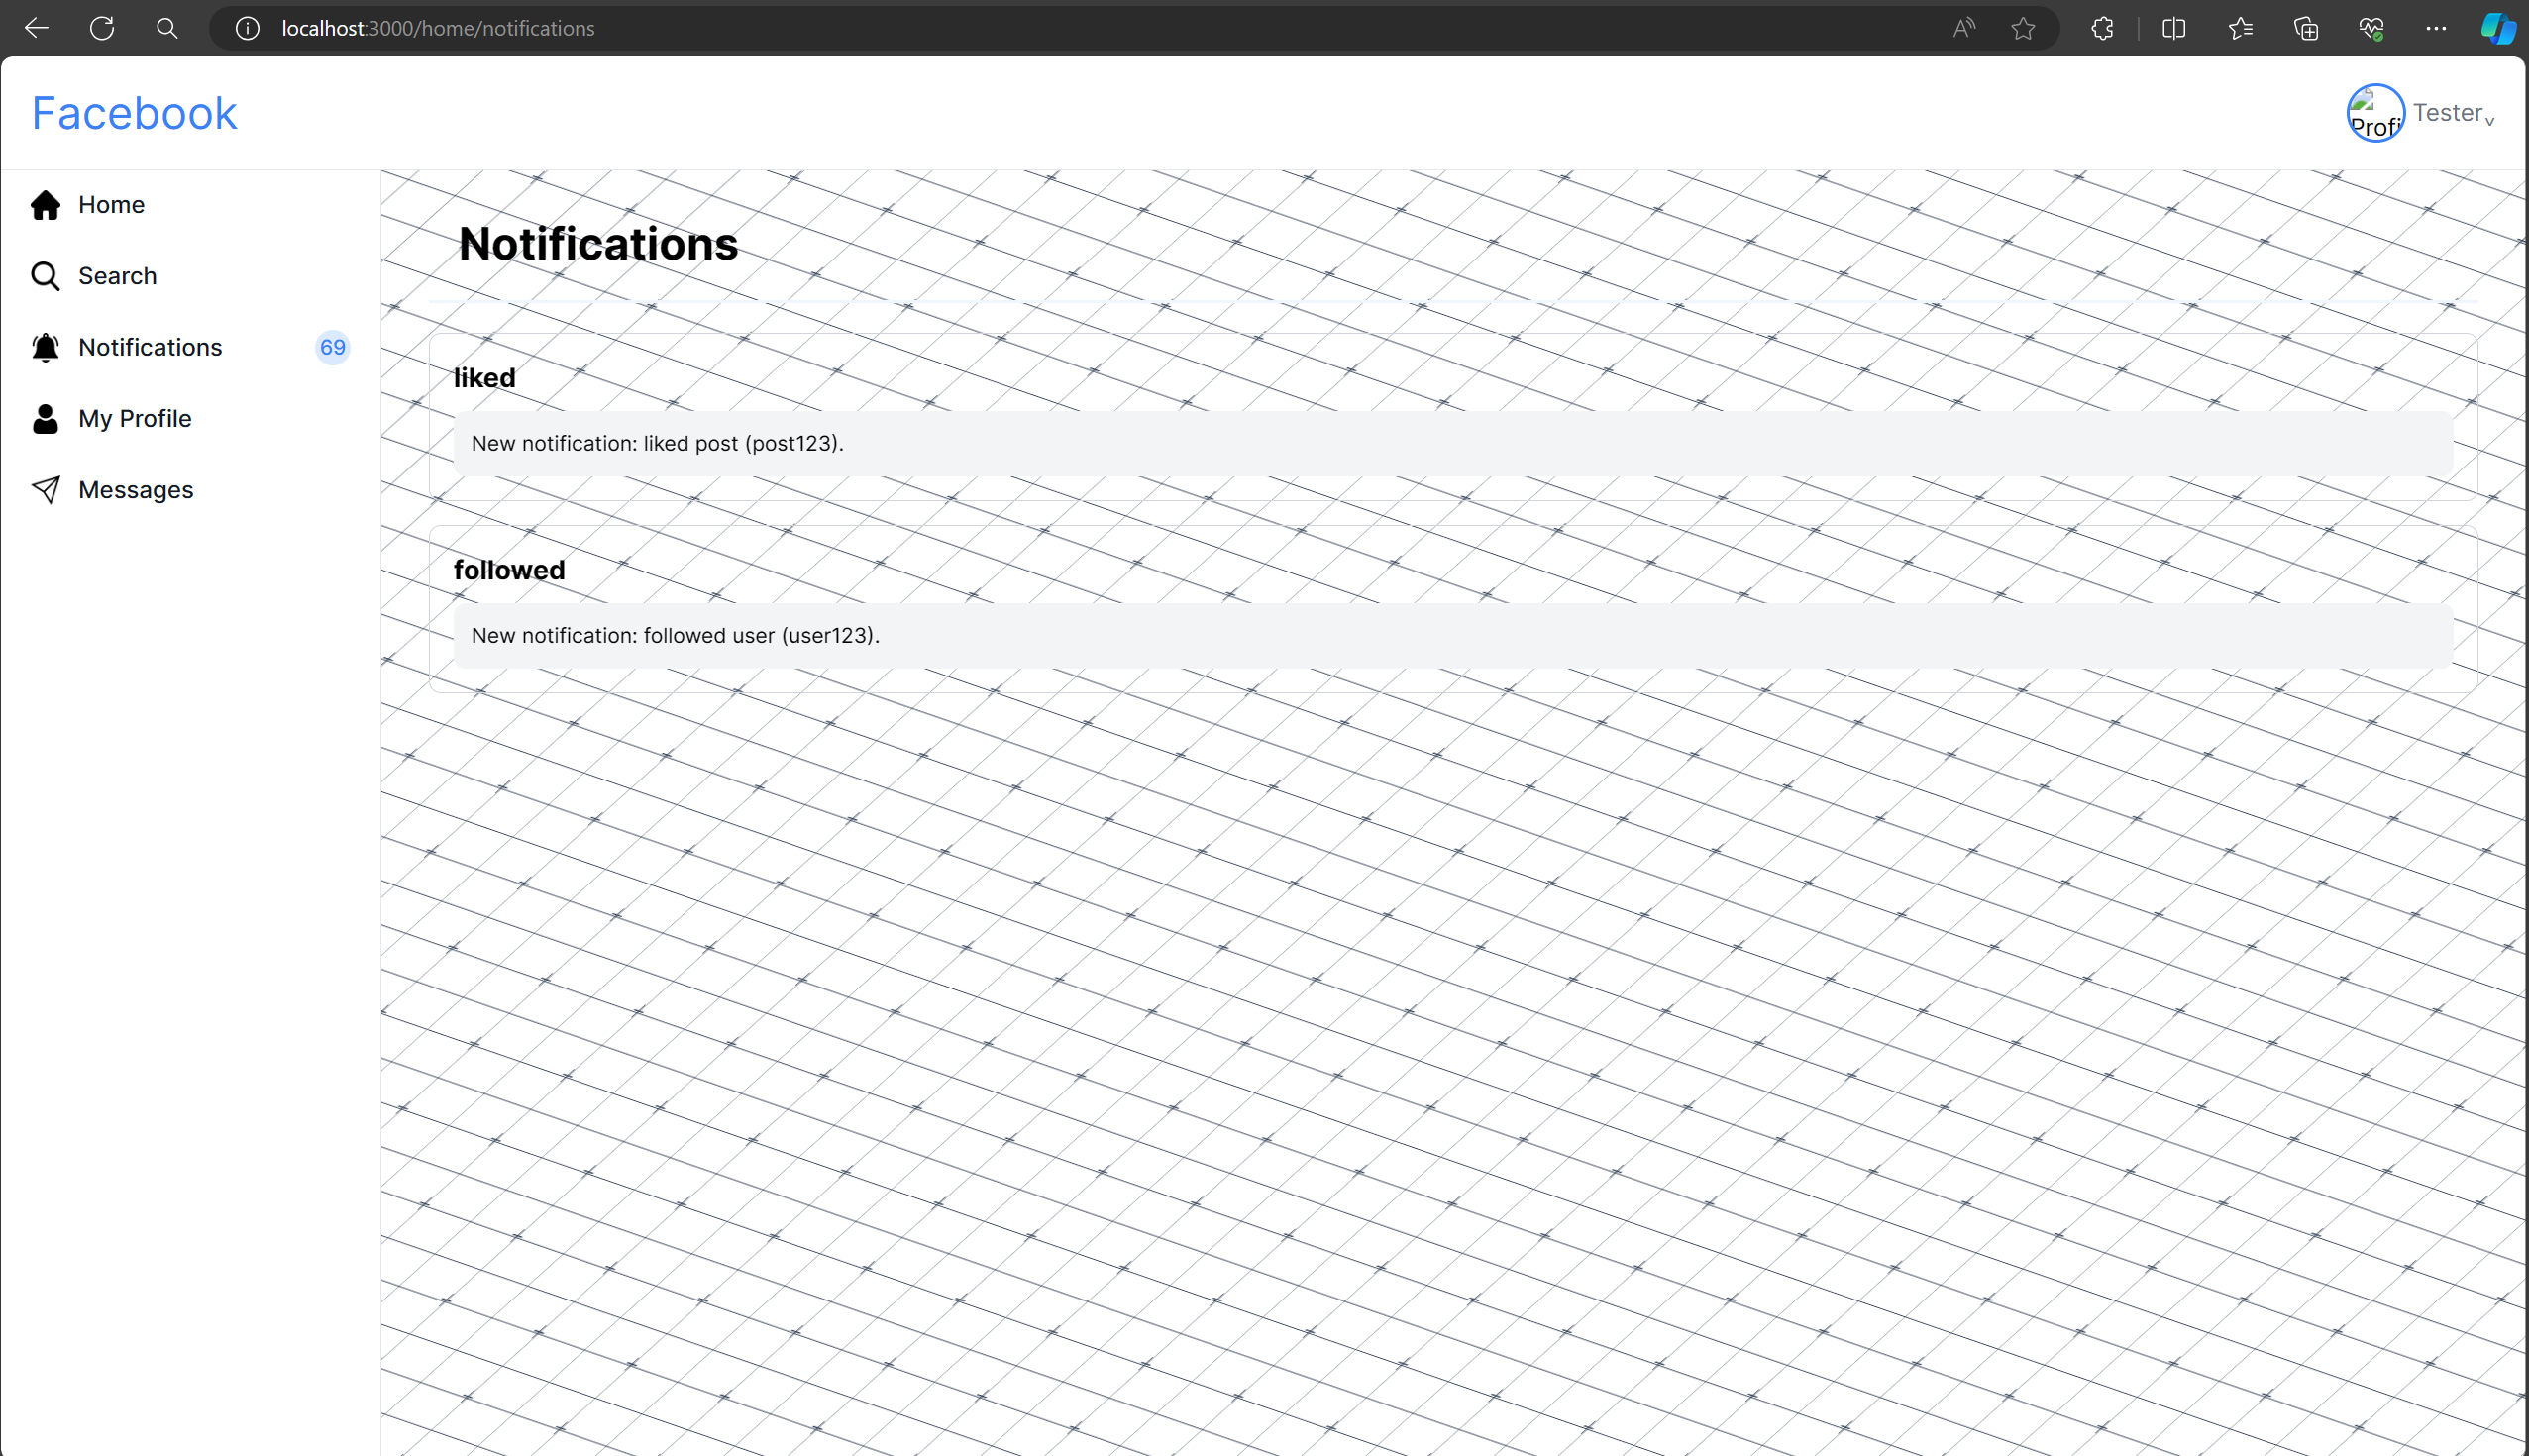 localhost:3000/home/notifications
Facebook
Profi
Tester
Home
Search
Notifications 69
My Profile
Messages
Notifications
liked
New notification: liked post (post123).
followed
New notification: followed user (user123).